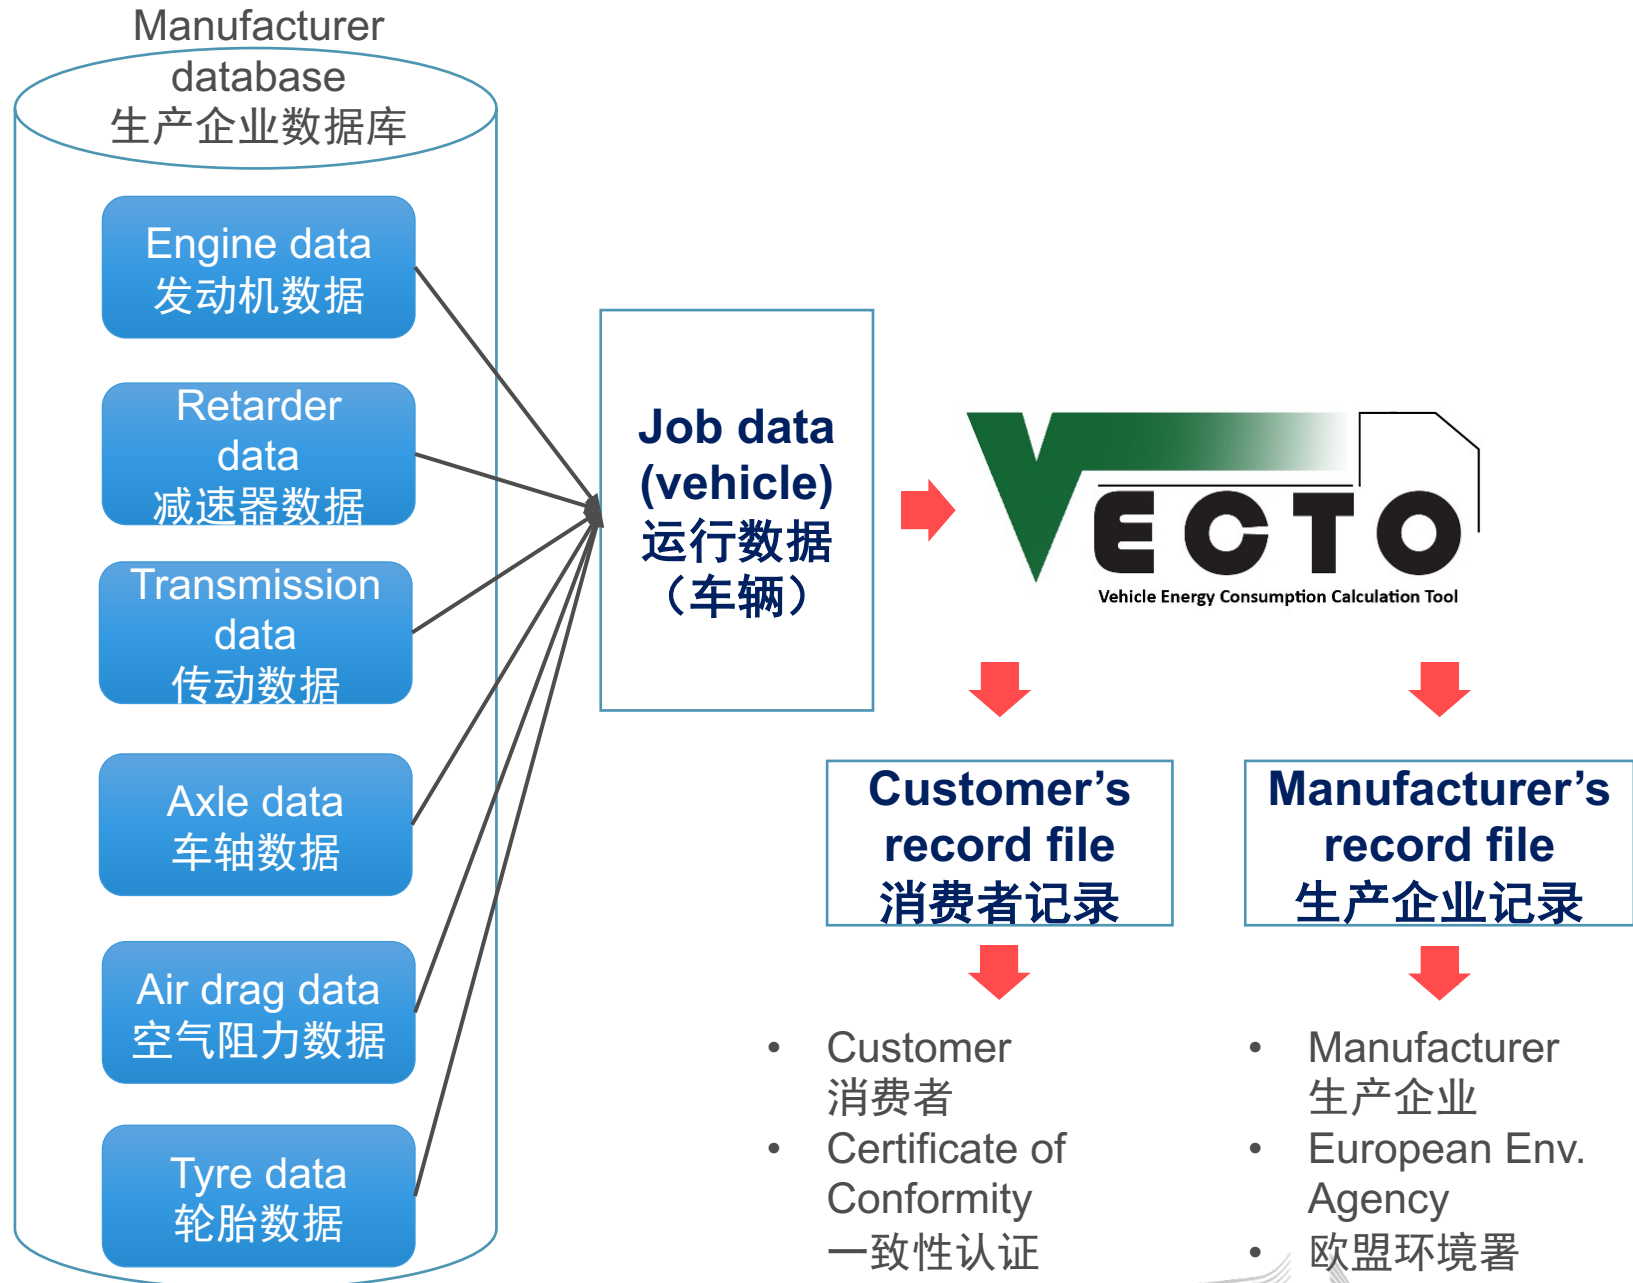 Manufacturer
database
生产企业数据库
Engine data
发动机数据
Retarder
data
减速器数据
Transmission
data
传动数据
Axle data
车轴数据
Air drag data
空气阻力数据
Tyre data
轮胎数据
Job data
(vehicle)
运行数据
（车辆）
VECTO
Vehicle Energy Consumption Calculation Tool
Customer’s
record file
消费者记录
• Customer
消费者
• Certificate of
Conformity
一致性认证
Manufacturer’s
record file
生产企业记录
• Manufacturer
生产企业
• European Env.
Agency
• 欧盟环境署